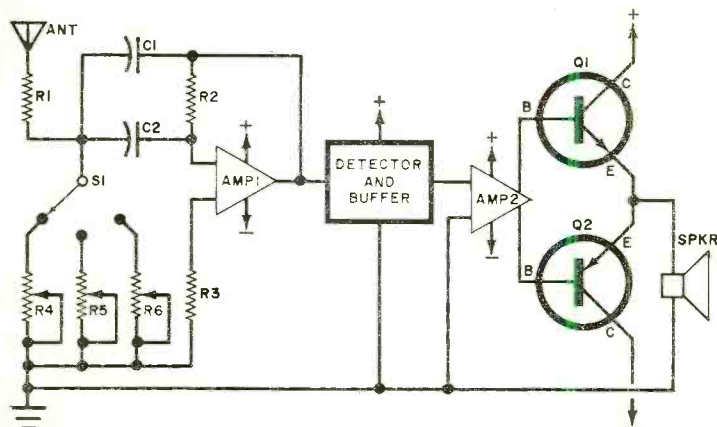 ANT
C1
R1
R2
C2
S1
AMP1
+
−
R3
R4
R5
R6
+
DETECTOR
AND
BUFFER
+
AMP2
−
+
Q1
B
C
E
Q2
B
E
C
SPKR